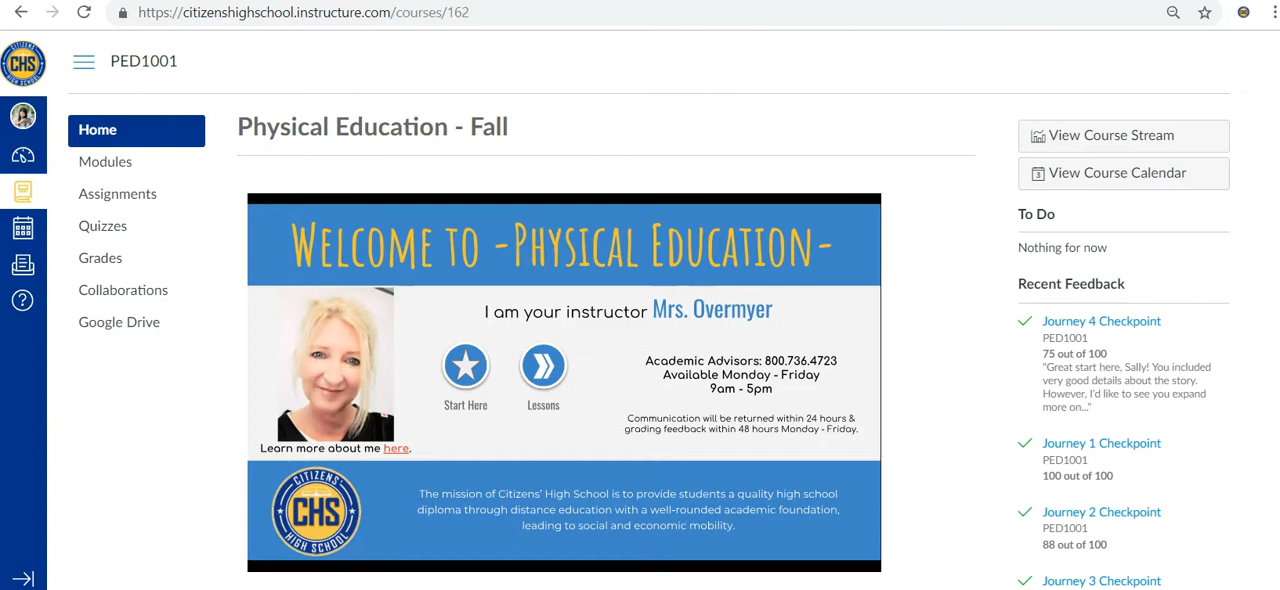 https://citizenshighschool.instructure.com/courses/162
CHS
CITIZENS'
HIGH SCHOOL
PED1001
Home
Modules
Assignments
Quizzes
Grades
Collaborations
Google Drive
Physical Education - Fall
WELCOME TO -PHYSICAL EDUCATION-
I am your instructor Mrs. Overmyer
Start Here
Lessons
Academic Advisors: 800.736.4723
Available Monday - Friday
9am - 5pm
Communication will be returned within 24 hours &
grading feedback within 48 hours Monday - Friday.
Learn more about me here.
CITIZENS'
CHS
HIGH SCHOOL
The mission of Citizens' High School is to provide students a quality high school
diploma through distance education with a well-rounded academic foundation,
leading to social and economic mobility.
View Course Stream
3
View Course Calendar
To Do
Nothing for now
Recent Feedback
Journey 4 Checkpoint
PED1001
75 out of 100
"Great start here, Sally! You included
very good details about the story.
However, I'd like to see you expand
more on..."
Journey 1 Checkpoint
PED1001
100 out of 100
Journey 2 Checkpoint
PED1001
88 out of 100
Journey 3 Checkpoint